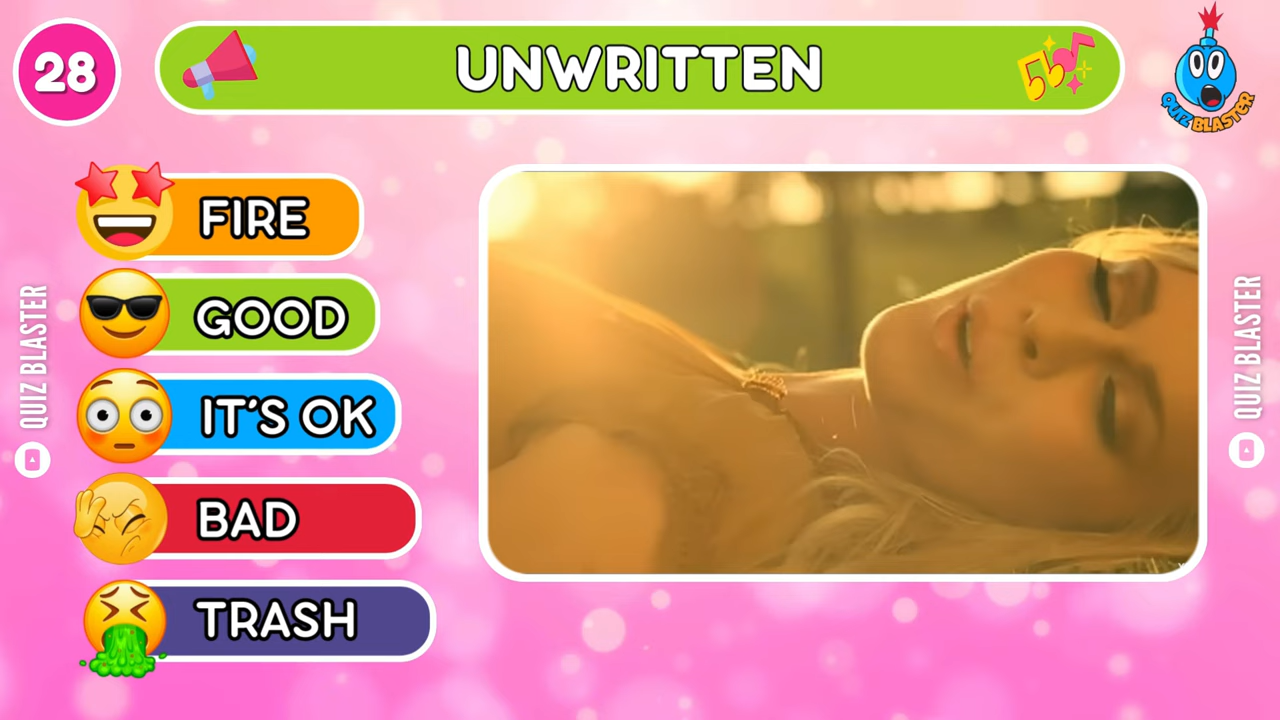 28
UNWRITTEN
QUIZ BLASTER
FIRE
GOOD
IT'S OK
BAD
TRASH
QUIZ BLASTER
QUIZ BLASTER